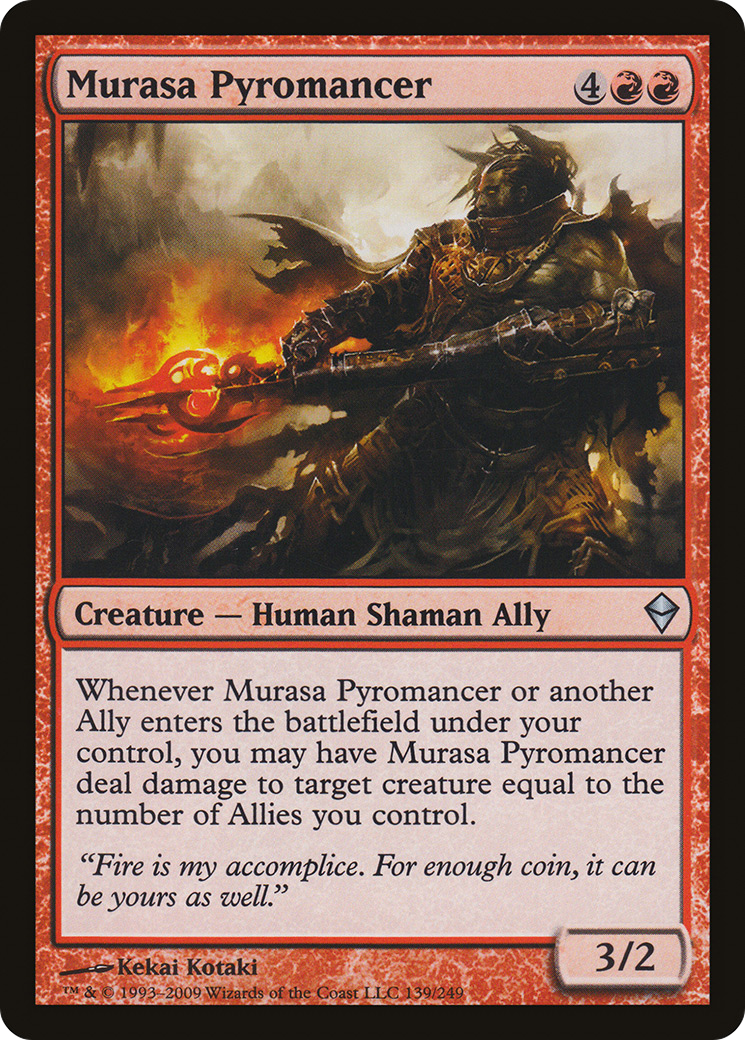 Murasa Pyromancer 4
Creature — Human Shaman Ally
Whenever Murasa Pyromancer or another
Ally enters the battlefield under your
control, you may have Murasa Pyromancer
deal damage to target creature equal to the
number of Allies you control.
“Fire is my accomplice. For enough coin, it can
be yours as well.”
3/2
Kekai Kotaki
™ & © 1993–2009 Wizards of the Coast LLC 139/249